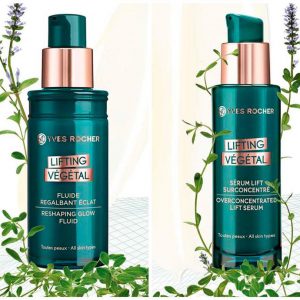 YVES ROCHER
LIFTING
VÉGÉTAL
FLUIDE
REGALBANT ÉCLAT
RESHAPING GLOW
FLUID
Toutes peaux - All skin types
YVES ROCHER
LIFTING
VÉGÉTAL
SÉRUM LIFT
SURCONCENTRÉ
OVERCONCENTRATED
LIFT SERUM
Toutes peaux - All skin types